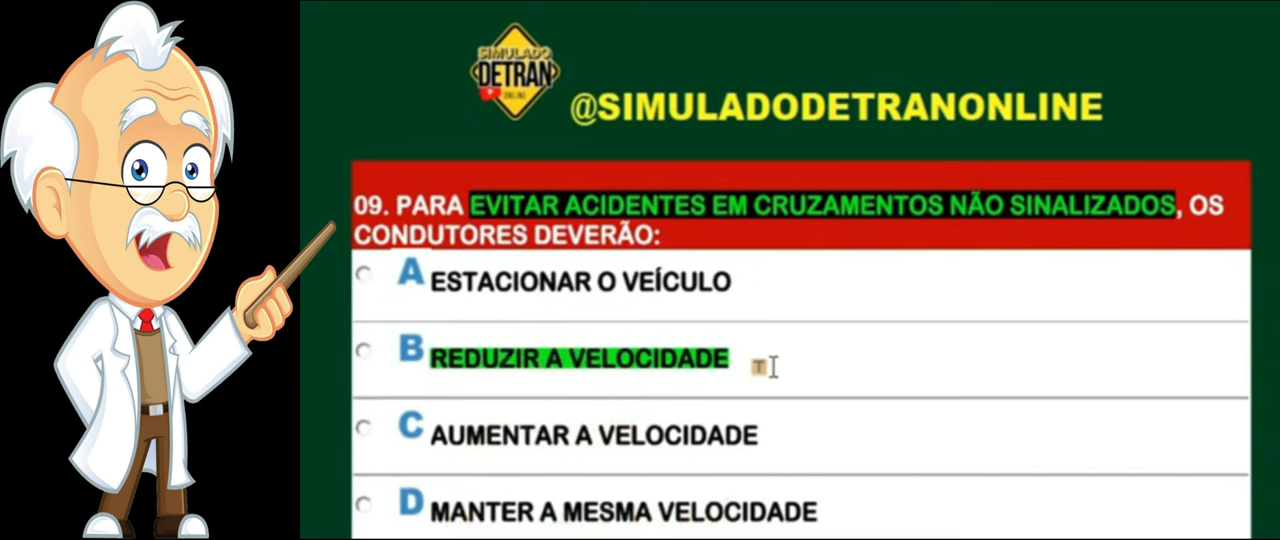 SIMULADO
DETRAN
ONLINE
@SIMULADODETRANONLINE
09. PARA EVITAR ACIDENTES EM CRUZAMENTOS NÃO SINALIZADOS, OS
CONDUTORES DEVERÃO:
A ESTACIONAR O VEÍCULO
B REDUZIR A VELOCIDADE
C AUMENTAR A VELOCIDADE
D MANTER A MESMA VELOCIDADE